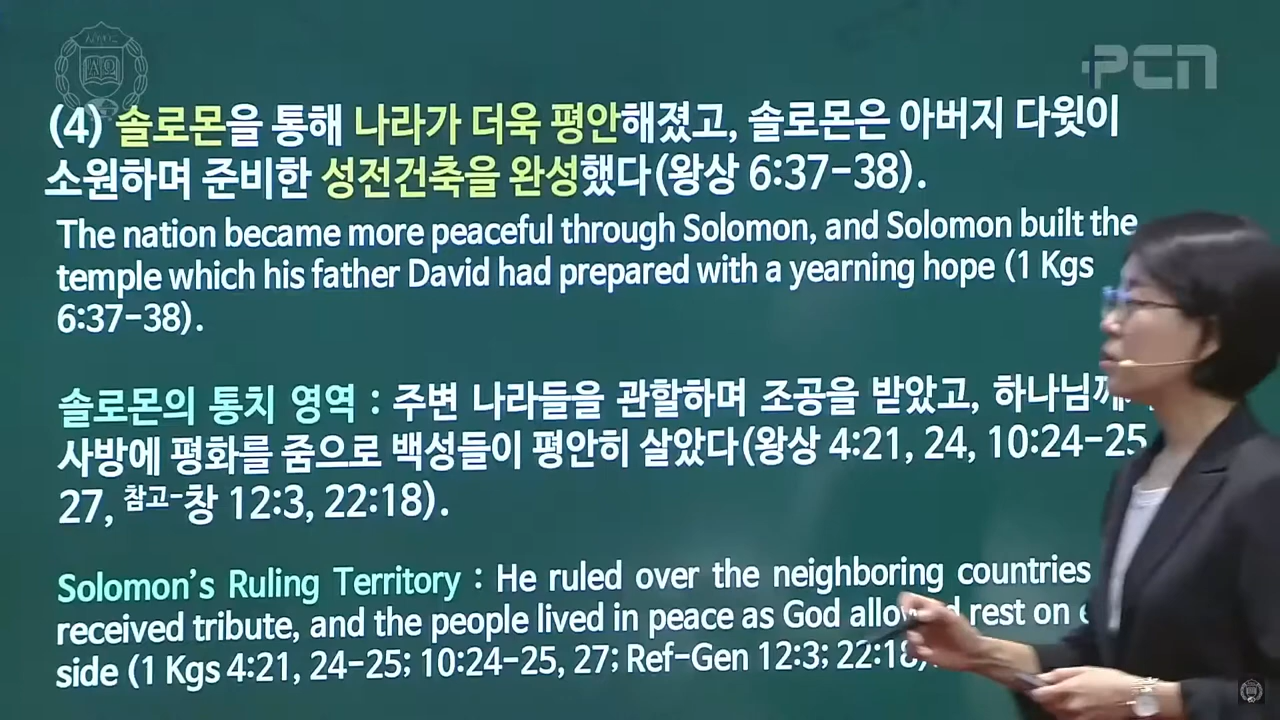 PCN
(4) 솔로몬을 통해 나라가 더욱 평안해졌고, 솔로몬은 아버지 다윗이
소원하며 준비한 성전건축을 완성했다(왕상 6:37-38).
The nation became more peaceful through Solomon, and Solomon built the
temple which his father David had prepared with a yearning hope (1 Kgs
6:37-38).
솔로몬의 통치 영역 : 주변 나라들을 관할하며 조공을 받았고,
사방에 평화를 줌으로 백성들이 평안히 살았다(왕상 4:21, 24, 10:24-25
27, 참고-창 12:3, 22:18).
Solomon's Ruling Territory : He ruled over the neighboring countries
received tribute, and the people lived in peace as God rest on
side (1 Kgs 4:21, 24-25; 10:24-25, 27; Ref-Gen 12:3; 22:18).